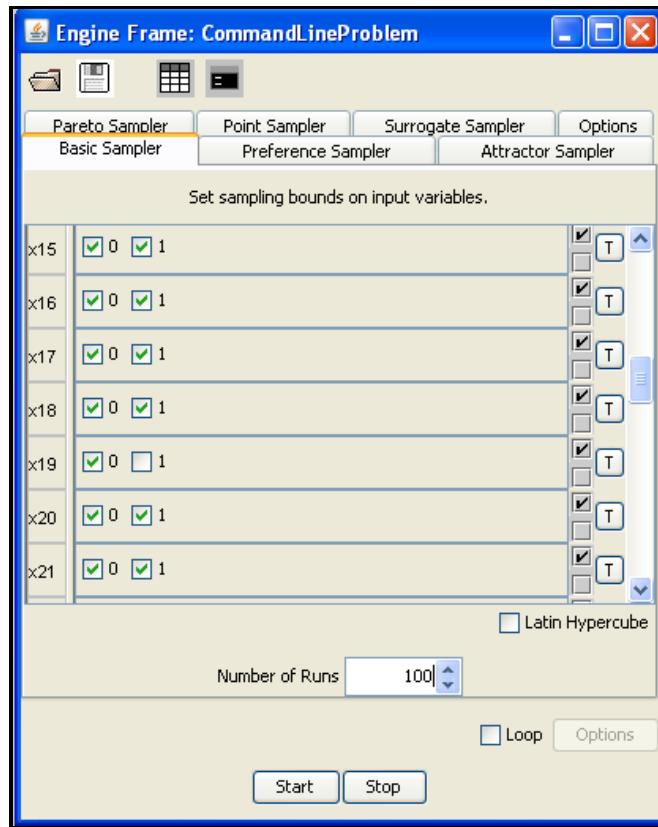 Engine Frame: CommandLineProblem
Pareto Sampler Point Sampler Surrogate Sampler Options
Basic Sampler Preference Sampler Attractor Sampler
Set sampling bounds on input variables.
x15 0 1 T
x16 0 1 T
x17 0 1 T
x18 0 1 T
x19 0 1 T
x20 0 1 T
x21 0 1 T
Latin Hypercube
Number of Runs 100
Loop Options
Start Stop